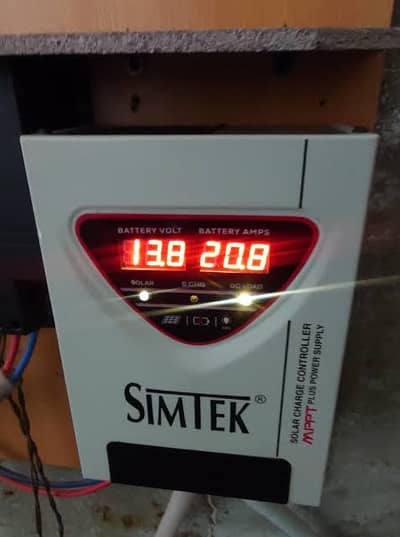 BATTERY VOLT BATTERY AMPS
13.8 20.8
SOLAR S.CHG DC LOAD
SIMTEK®
SOLAR CHARGE CONTROLLER
MPPT PLUS POWER SUPPLY